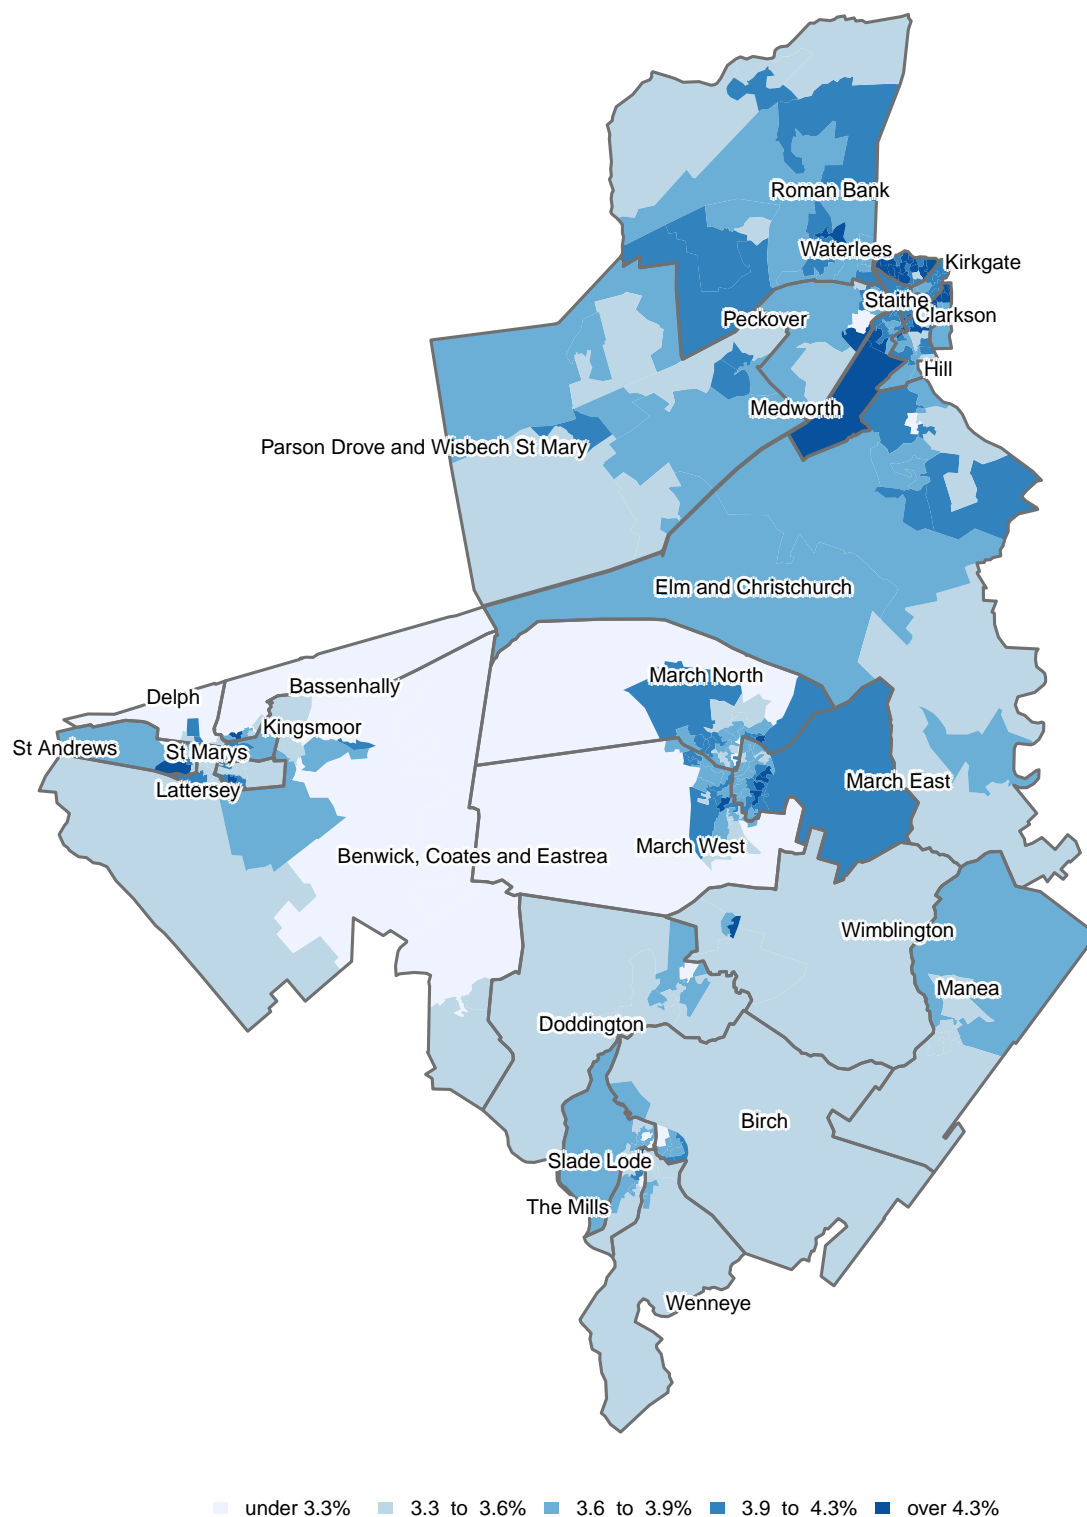 Roman Bank
Waterlees
Kirkgate
Staithe
Clarkson
Peckover
Hill
Medworth
Parson Drove and Wisbech St Mary
Elm and Christchurch
March North
Bassenhally
Delph
Kingsmoor
St Andrews
St Marys
Lattersey
March East
March West
Benwick, Coates and Eastrea
Wimblington
Manea
Doddington
Birch
Slade Lode
The Mills
Wenneye
under 3.3% 3.3 to 3.6% 3.6 to 3.9% 3.9 to 4.3% over 4.3%